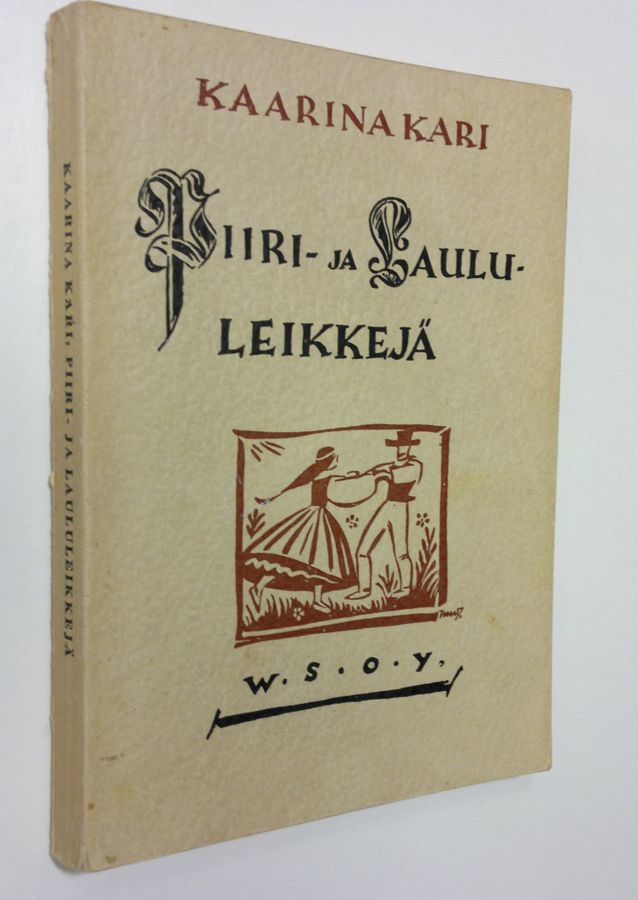 KAARINA KARI
PIIRI- JA LAULU-
LEIKKEJÄ
W. S. O. Y.
KAARINA KARI, PIIRI- JA LAULULEIKKEJÄ